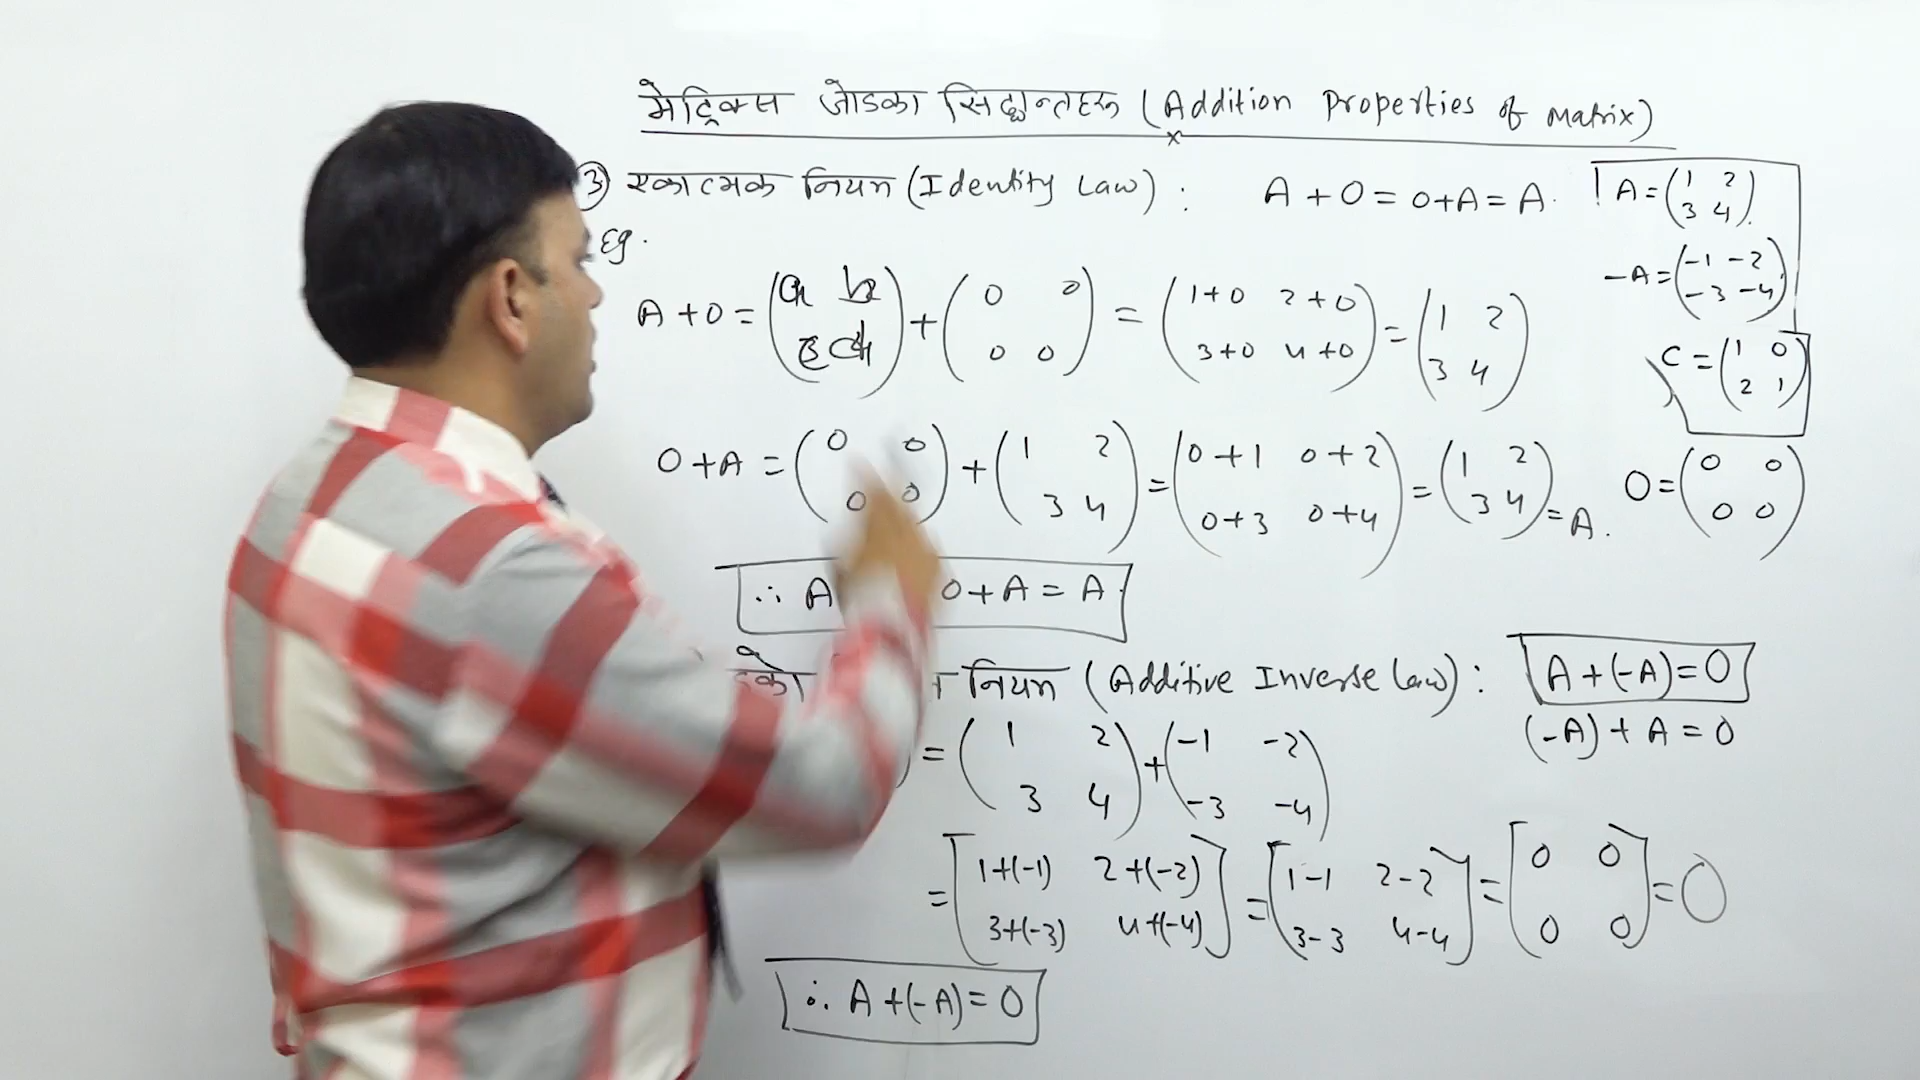 मेट्रिक्स जोडका सिद्धान्तहरू (Addition Properties of Matrix)
3 एकात्मक नियम (Identity Law) : A + O = O+A = A.
Eg.
A + O = ( ) + (0 0 0 0) = (1+0 2+0 3+0 4+0) = (1 2 3 4)
O + A = (0 0 0 0) + (1 2 3 4) = (0+1 0+2 0+3 0+4) = (1 2 3 4) = A.
∴ A O+A = A.
नियम (Additive Inverse Law) : A+(-A)=O
(-A) + A = O
= (1 2 3 4) + (-1 -2 -3 -4)
= [1+(-1) 2+(-2) 3+(-3) 4+(-4)] = [1-1 2-2 3-3 4-4] = [0 0 0 0] = O
∴ A+(-A)=O
A = (1 2 3 4).
-A = (-1 -2 -3 -4)
C = (1 0 2 1)
O = (0 0 0 0)